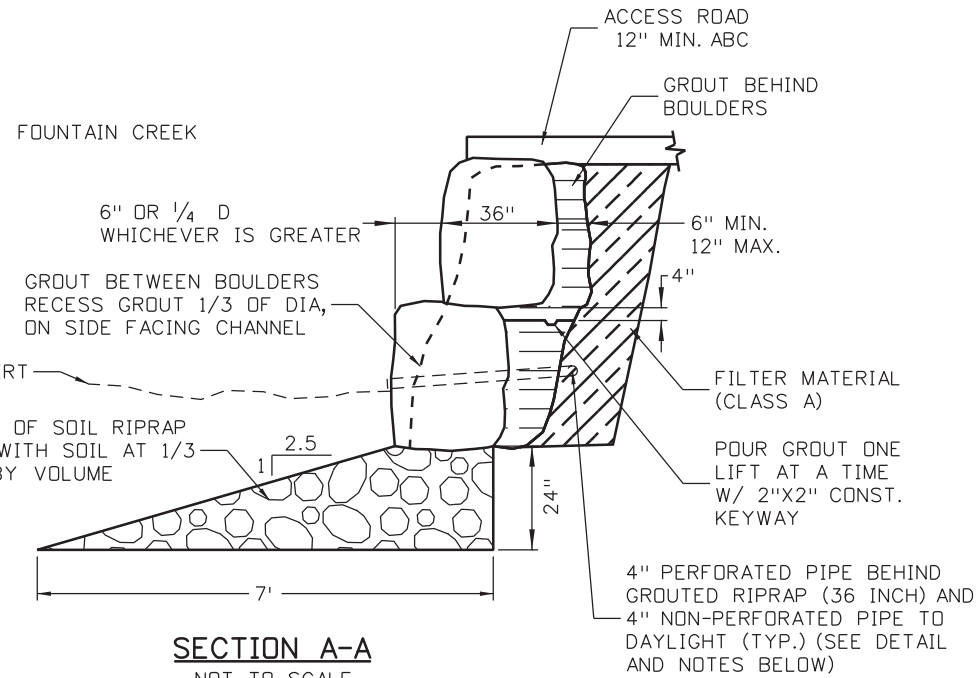 ACCESS ROAD
12" MIN. ABC
GROUT BEHIND
BOULDERS
FOUNTAIN CREEK
6" OR 1/4 D
WHICHEVER IS GREATER
36"
6" MIN.
12" MAX.
4"
GROUT BETWEEN BOULDERS
RECESS GROUT 1/3 OF DIA,
ON SIDE FACING CHANNEL
ERT
FILTER MATERIAL
(CLASS A)
OF SOIL RIPRAP
WITH SOIL AT 1/3
BY VOLUME
2.5
1
24"
POUR GROUT ONE
LIFT AT A TIME
W/ 2"X2" CONST.
KEYWAY
7'
4" PERFORATED PIPE BEHIND
GROUTED RIPRAP (36 INCH) AND
4" NON-PERFORATED PIPE TO
DAYLIGHT (TYP.) (SEE DETAIL
AND NOTES BELOW)
SECTION A-A
NOT TO SCALE